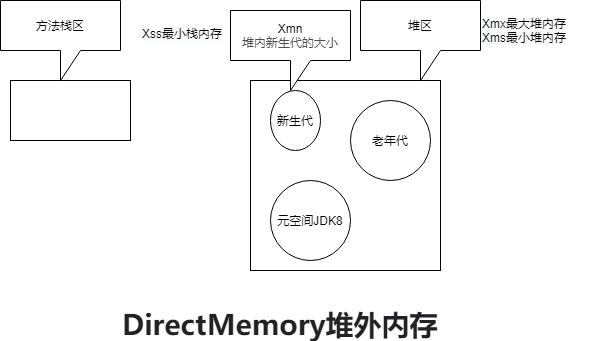 方法栈区
Xss最小栈内存
Xmn
堆内新生代的大小
堆区
Xmx最大堆内存
Xms最小堆内存
新生代
老年代
元空间JDK8
DirectMemory堆外内存